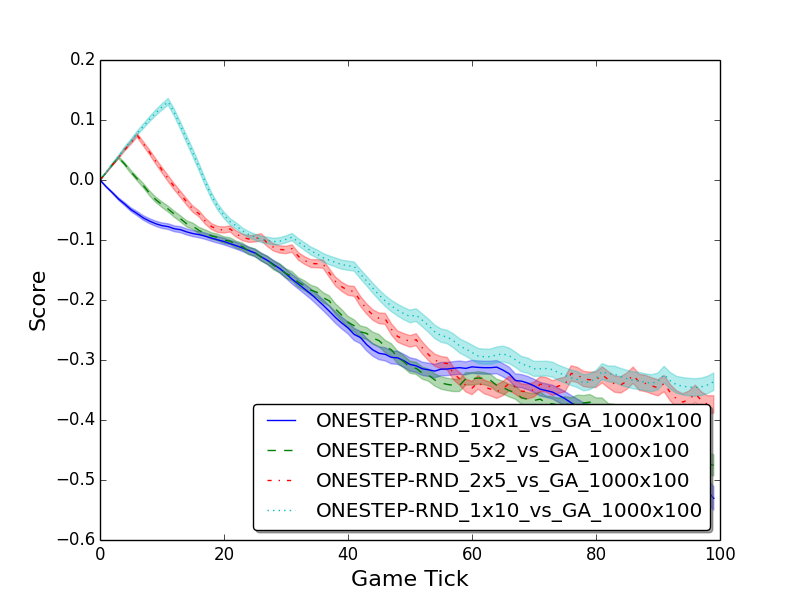 0.2
0.1
0.0
−0.1
−0.2
−0.3
−0.4
−0.5
−0.6
Score
ONESTEP-RND_10x1_vs_GA_1000x100
ONESTEP-RND_5x2_vs_GA_1000x100
ONESTEP-RND_2x5_vs_GA_1000x100
ONESTEP-RND_1x10_vs_GA_1000x100
0 20 40 60 80 100
Game Tick